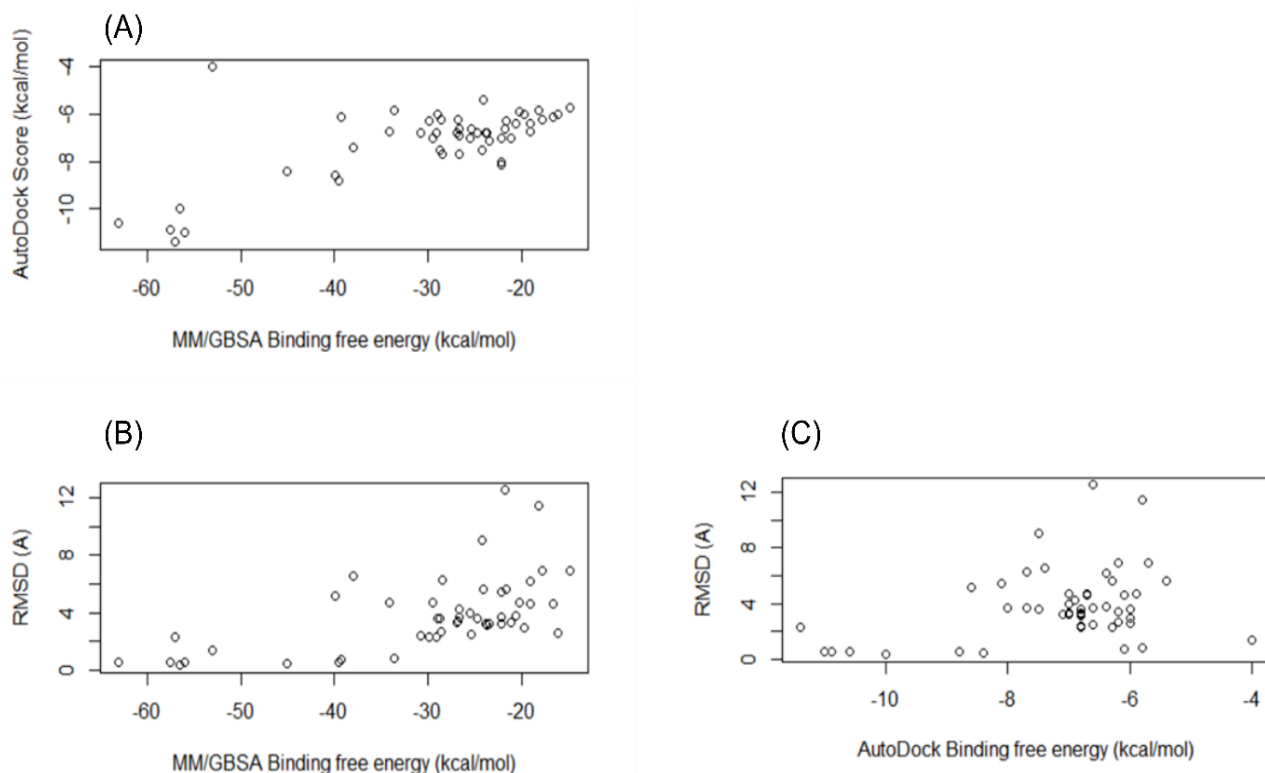 (A)
AutoDock Score (kcal/mol)
-4
-6
-8
-10
-60 -50 -40 -30 -20
MM/GBSA Binding free energy (kcal/mol)
(B)
RMSD (A)
12
8
4
0
-60 -50 -40 -30 -20
MM/GBSA Binding free energy (kcal/mol)
(C)
RMSD (A)
12
8
4
0
-10 -8 -6 -4
AutoDock Binding free energy (kcal/mol)